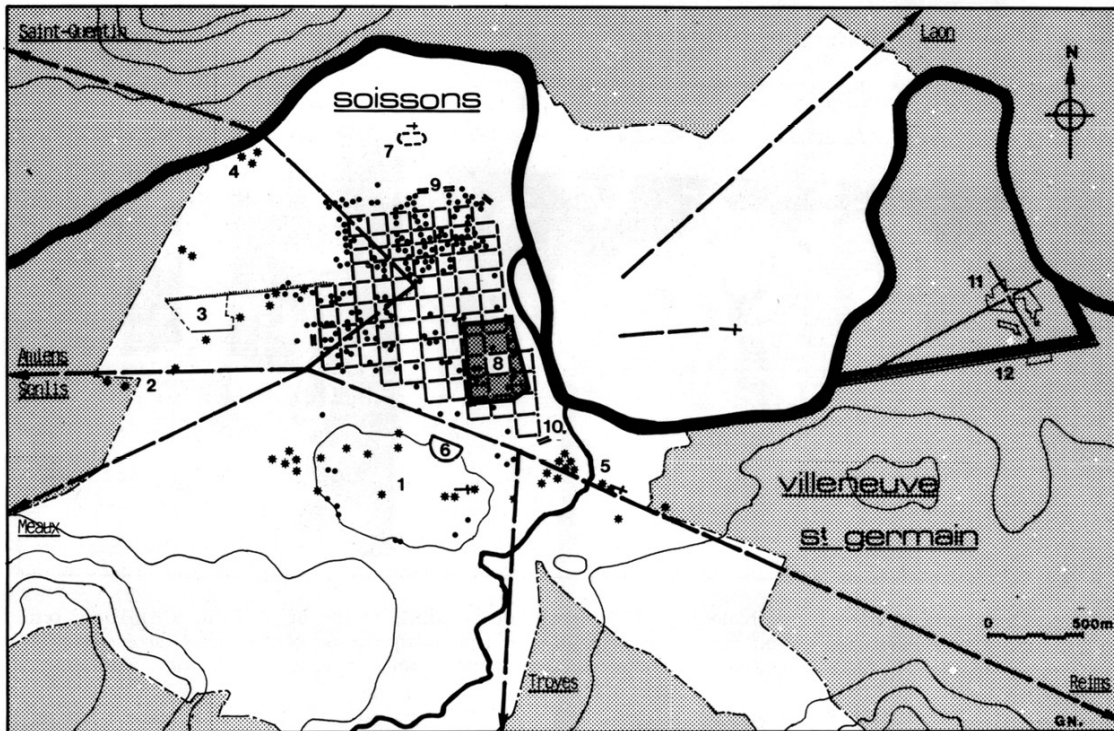 Saint-Quentin
Laon
N
soissons
7
4
9
11
3
8
12
Amiens
Senlis
2
10.
6
5
1
villeneuve
st germain
Meaux
0 500m
Troyes
Reims
GN.